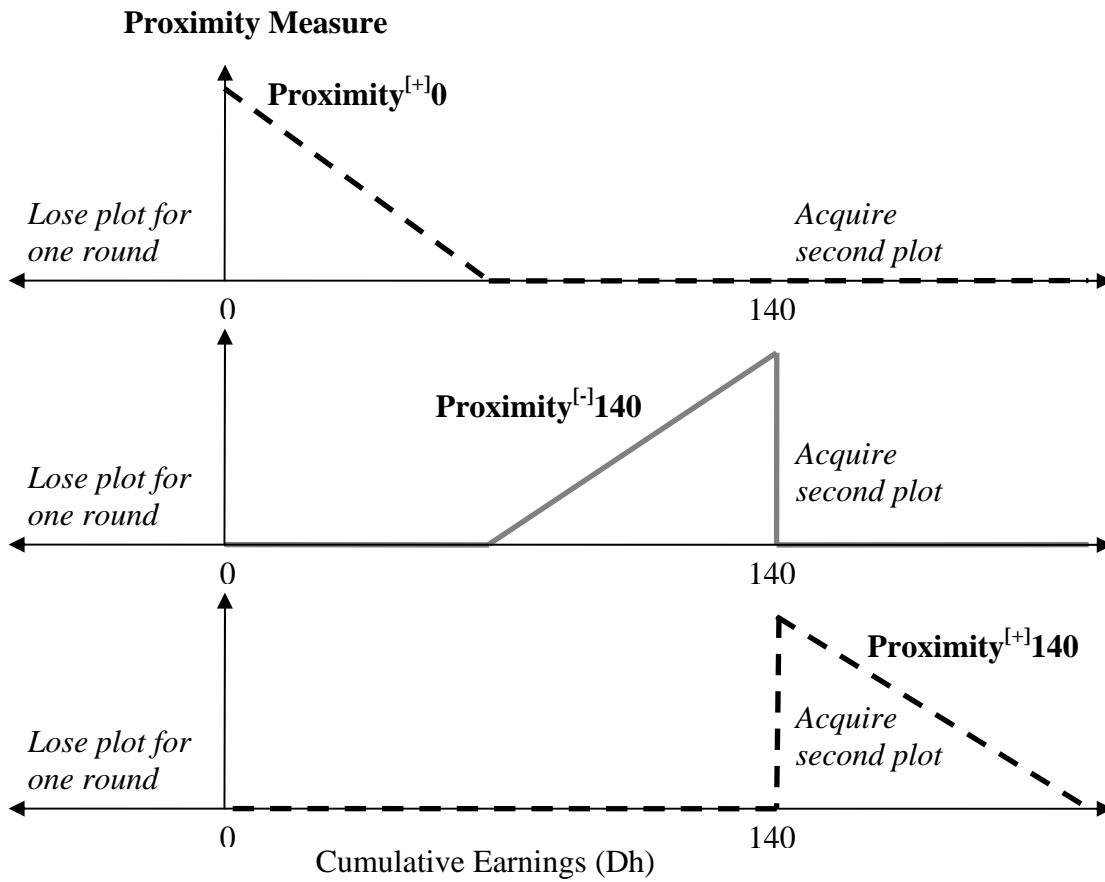 Proximity Measure
Proximity[+]0
Lose plot for
one round
Acquire
second plot
0
140
Proximity[-]140
Lose plot for
one round
Acquire
second plot
0
140
Proximity[+]140
Lose plot for
one round
Acquire
second plot
0
140
Cumulative Earnings (Dh)